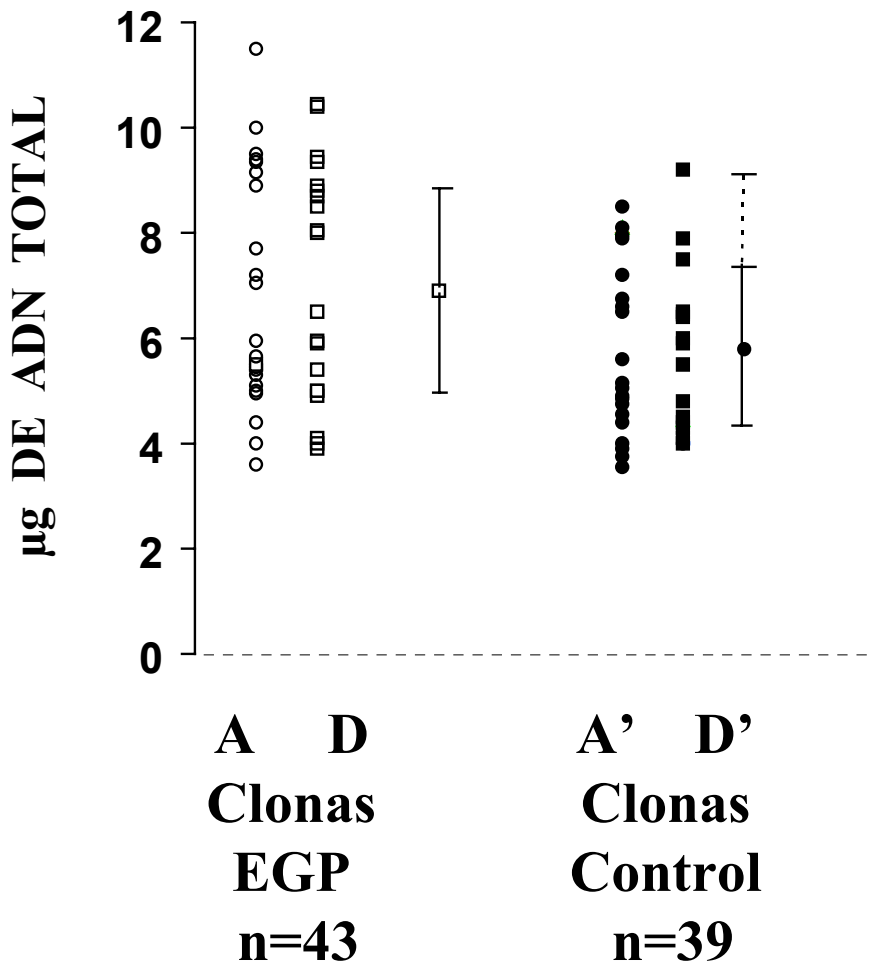 12
10
8
6
4
2
0
µg DE ADN TOTAL
A D A’ D’
Clonas Clonas
EGP Control
n=43 n=39